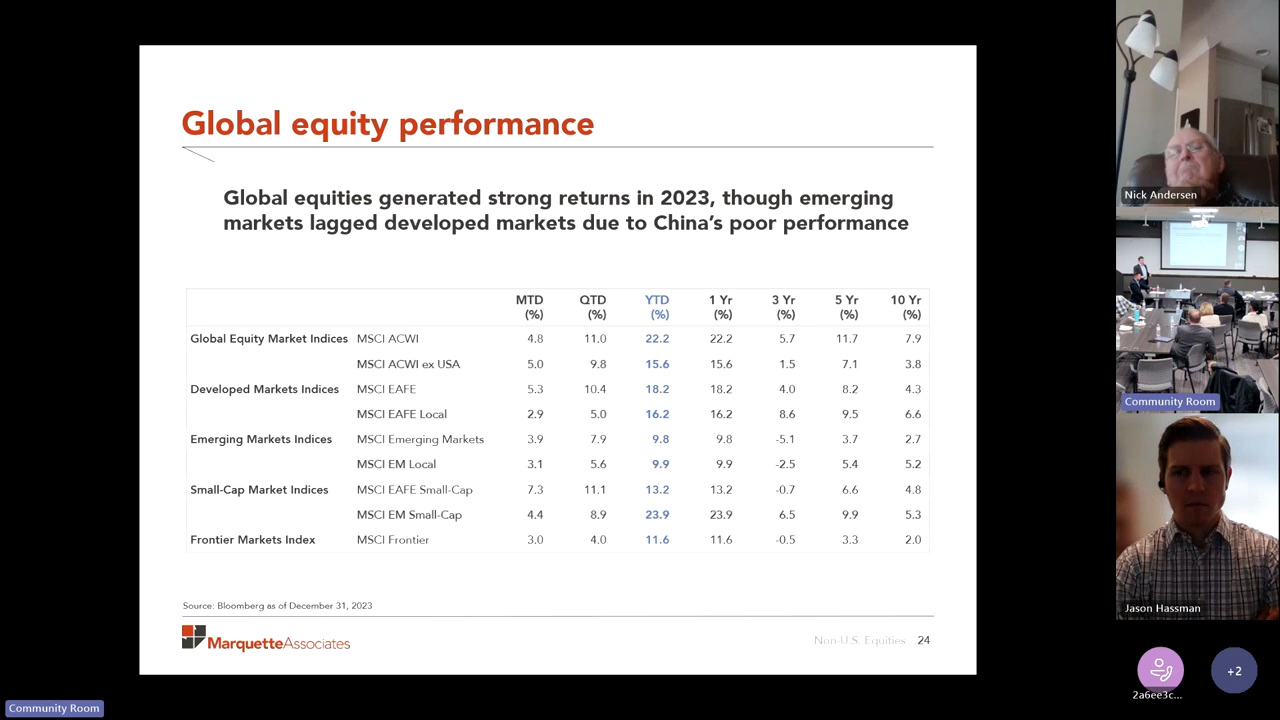 Global equity performance
Global equities generated strong returns in 2023, though emerging
markets lagged developed markets due to China's poor performance
MTD (%) QTD (%) YTD (%) 1 Yr (%) 3 Yr (%) 5 Yr (%) 10 Yr (%)
Global Equity Market Indices MSCI ACWI 4.8 11.0 22.2 22.2 5.7 11.7 7.9
MSCI ACWI ex USA 5.0 9.8 15.6 15.6 1.5 7.1 3.8
Developed Markets Indices MSCI EAFE 5.3 10.4 18.2 18.2 4.0 8.2 4.3
MSCI EAFE Local 2.9 5.0 16.2 16.2 8.6 9.5 6.6
Emerging Markets Indices MSCI Emerging Markets 3.9 7.9 9.8 9.8 -5.1 3.7 2.7
MSCI EM Local 3.1 5.6 9.9 9.9 -2.5 5.4 5.2
Small-Cap Market Indices MSCI EAFE Small-Cap 7.3 11.1 13.2 13.2 -0.7 6.6 4.8
MSCI EM Small-Cap 4.4 8.9 23.9 23.9 6.5 9.9 5.3
Frontier Markets Index MSCI Frontier 3.0 4.0 11.6 11.6 -0.5 3.3 2.0
Source: Bloomberg as of December 31, 2023
MarquetteAssociates
Non-U.S. Equities 24
Nick Andersen
Community Room
Jason Hassman
2a6ee3c...
+2
Community Room